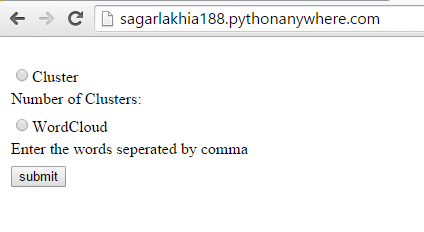 sagarlakhia188.pythonanywhere.com
Cluster
Number of Clusters:
WordCloud
Enter the words seperated by comma
submit